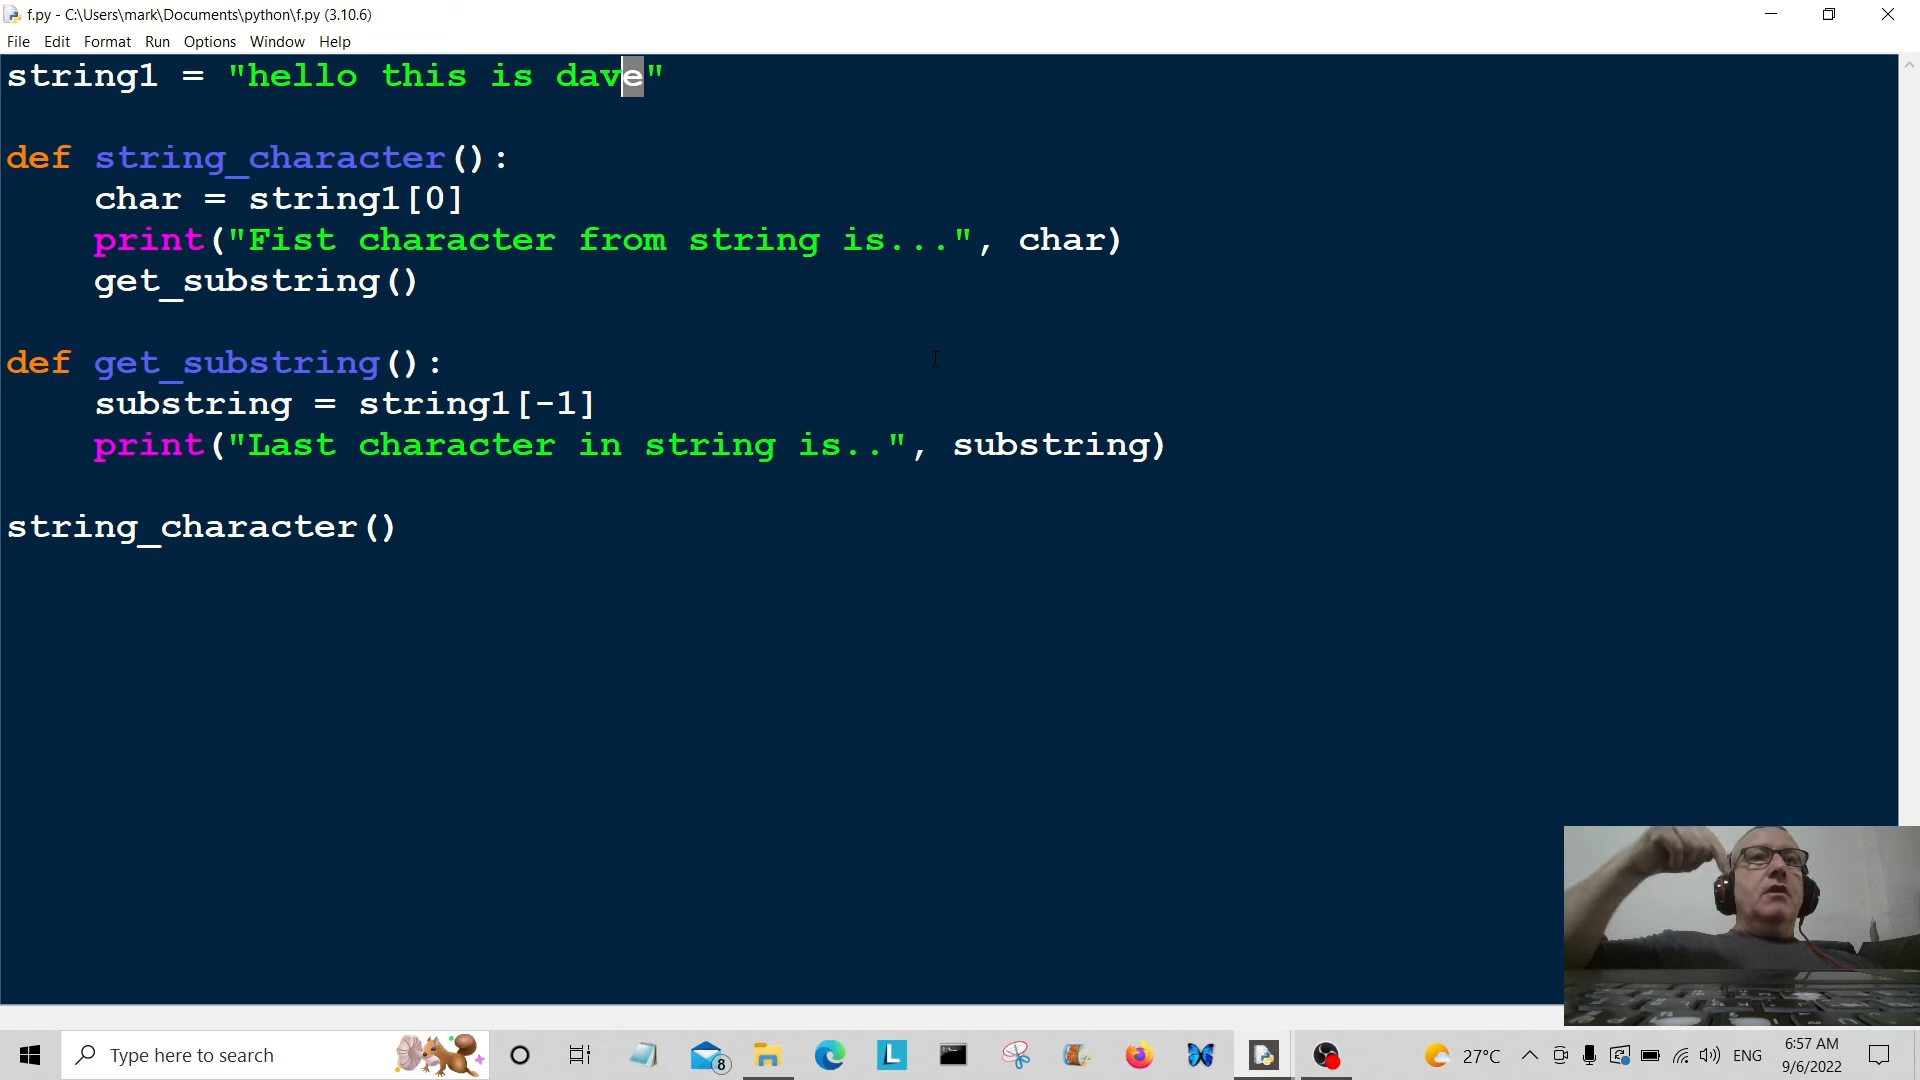 f.py - C:\Users\mark\Documents\python\f.py (3.10.6)
File Edit Format Run Options Window Help
string1 = "hello this is dave"
def string_character():
    char = string1[0]
    print("Fist character from string is...", char)
    get_substring()
def get_substring():
    substring = string1[-1]
    print("Last character in string is..", substring)
string_character()
Type here to search
8
L
27°C
ENG
6:57 AM
9/6/2022